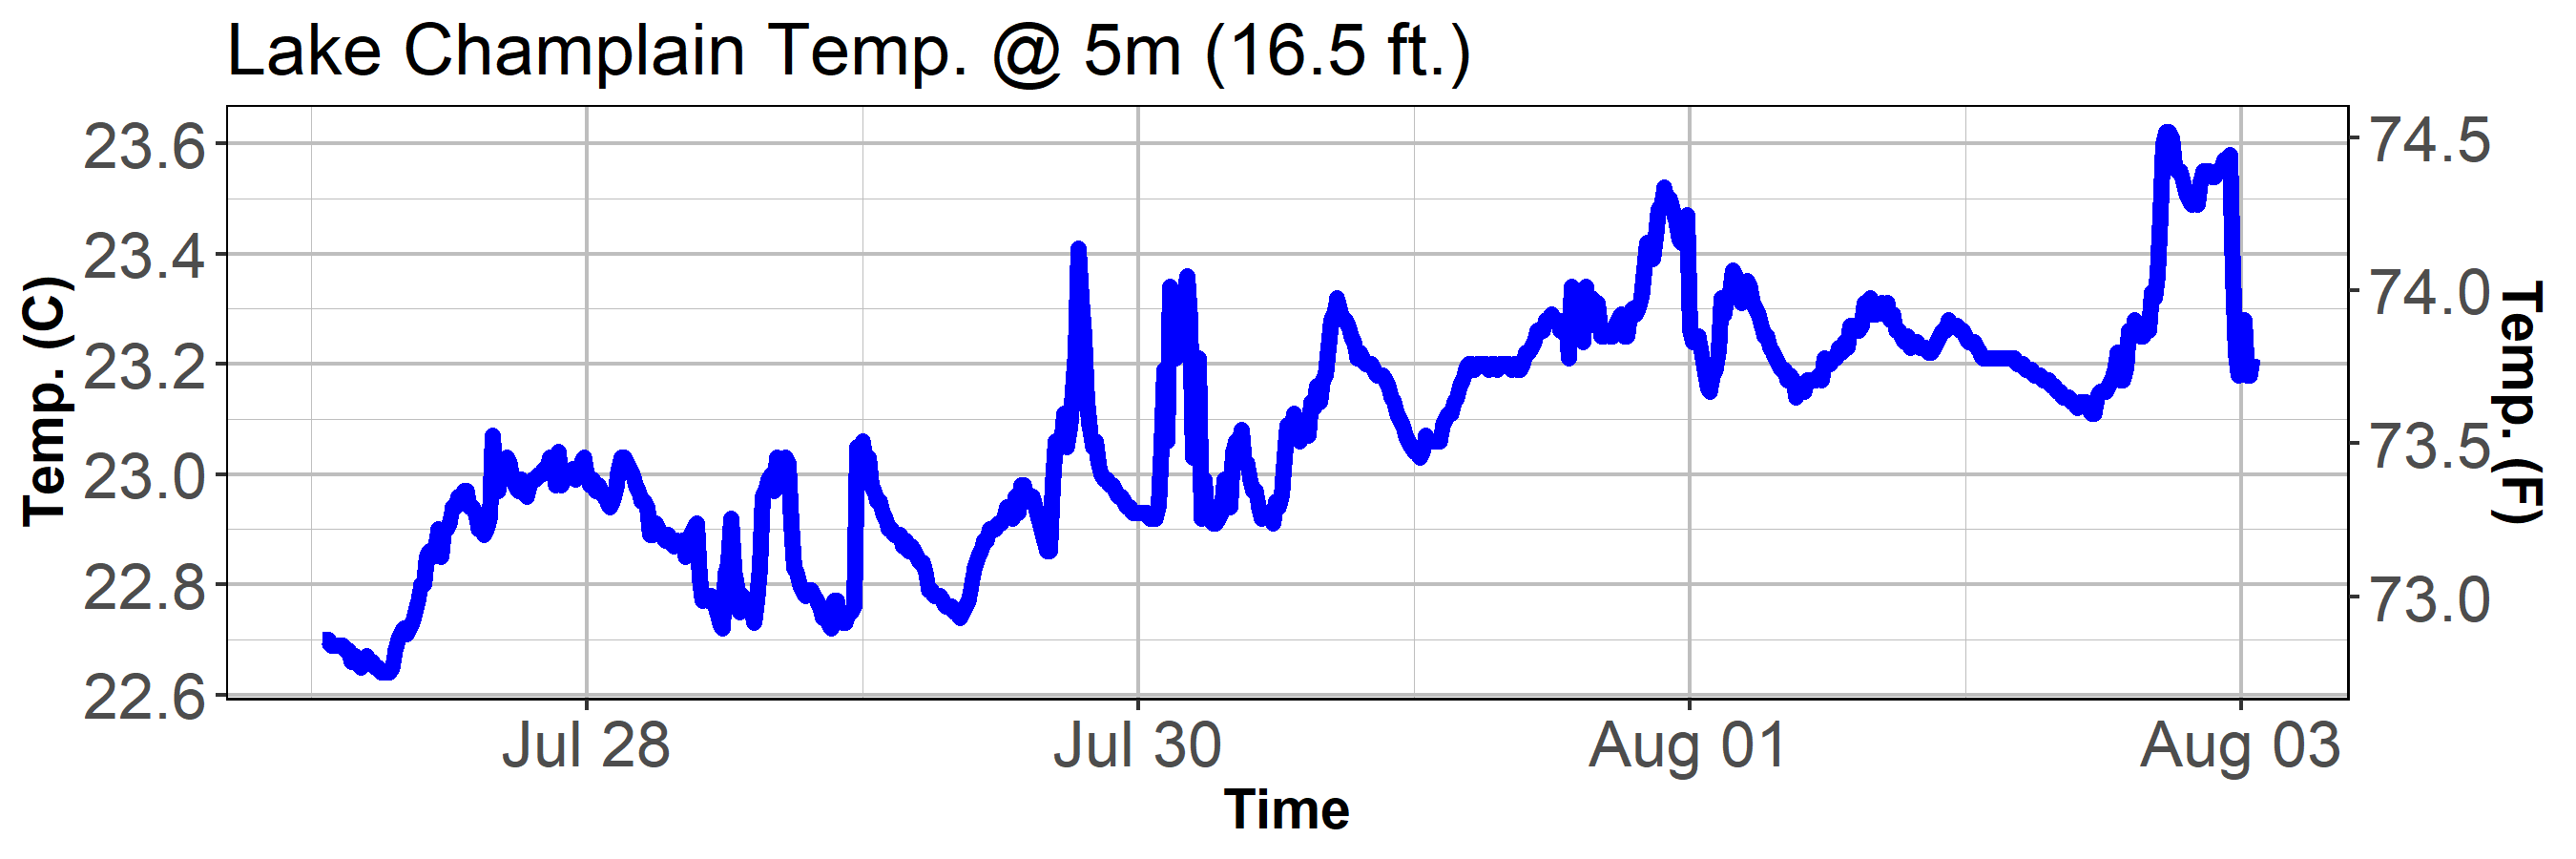 Lake Champlain Temp. @ 5m (16.5 ft.)
Temp. (C)
23.6
23.4
23.2
23.0
22.8
22.6
74.5
74.0
73.5
73.0
Temp. (F)
Jul 28
Jul 30
Aug 01
Aug 03
Time